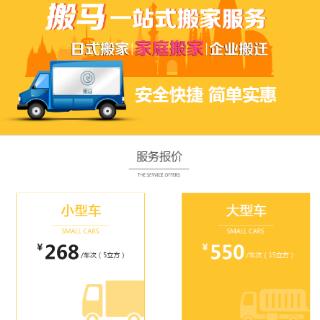 搬马 一站式搬家服务
日式搬家 | 家庭搬家 | 企业搬迁
安全快捷 简单实惠
服务报价
THE SERVICE OFFERS
小型车
SMALL CARS
¥268/车次（5立方）
大型车
SMALL CARS
¥550/车次（15立方）